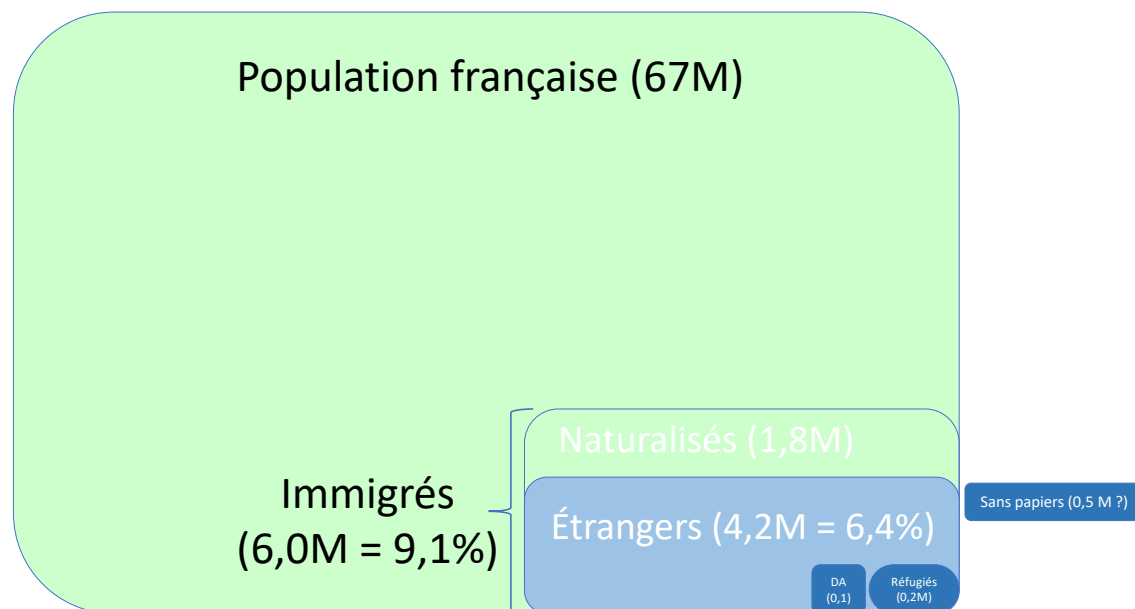 Population française (67M)
Naturalisés (1,8M)
Immigrés
(6,0M = 9,1%)
Étrangers (4,2M = 6,4%)
Sans papiers (0,5 M ?)
DA
(0,1)
Réfugiés
(0,2M)